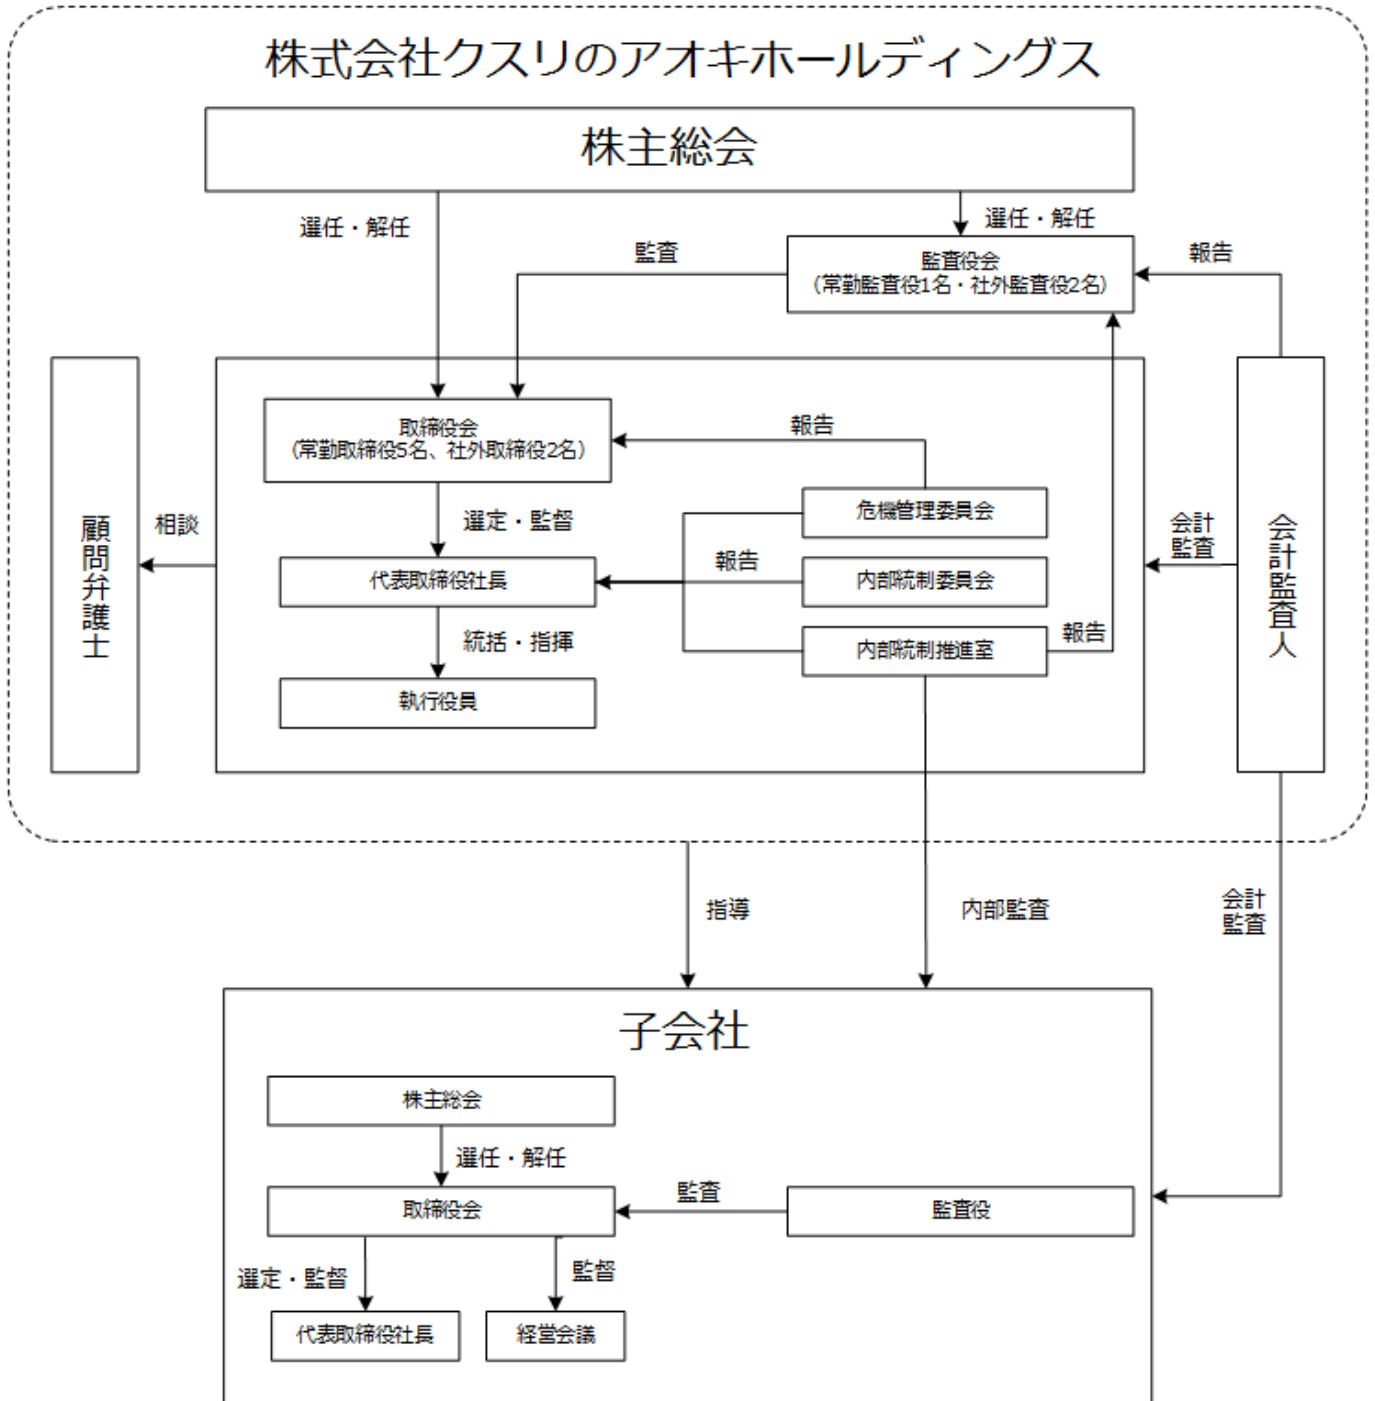 株式会社クスリのアオキホールディングス
株主総会
選任・解任
選任・解任
監査
監査役会
（常勤監査役1名・社外監査役2名）
報告
取締役会
（常勤取締役5名、社外取締役2名）
報告
選定・監督
危機管理委員会
顧問弁護士
相談
会計
監査
会計監査人
代表取締役社長
報告
内部統制委員会
統括・指揮
内部統制推進室
報告
執行役員
指導
内部監査
会計
監査
子会社
株主総会
選任・解任
取締役会
監査
監査役
選定・監督
監督
代表取締役社長
経営会議